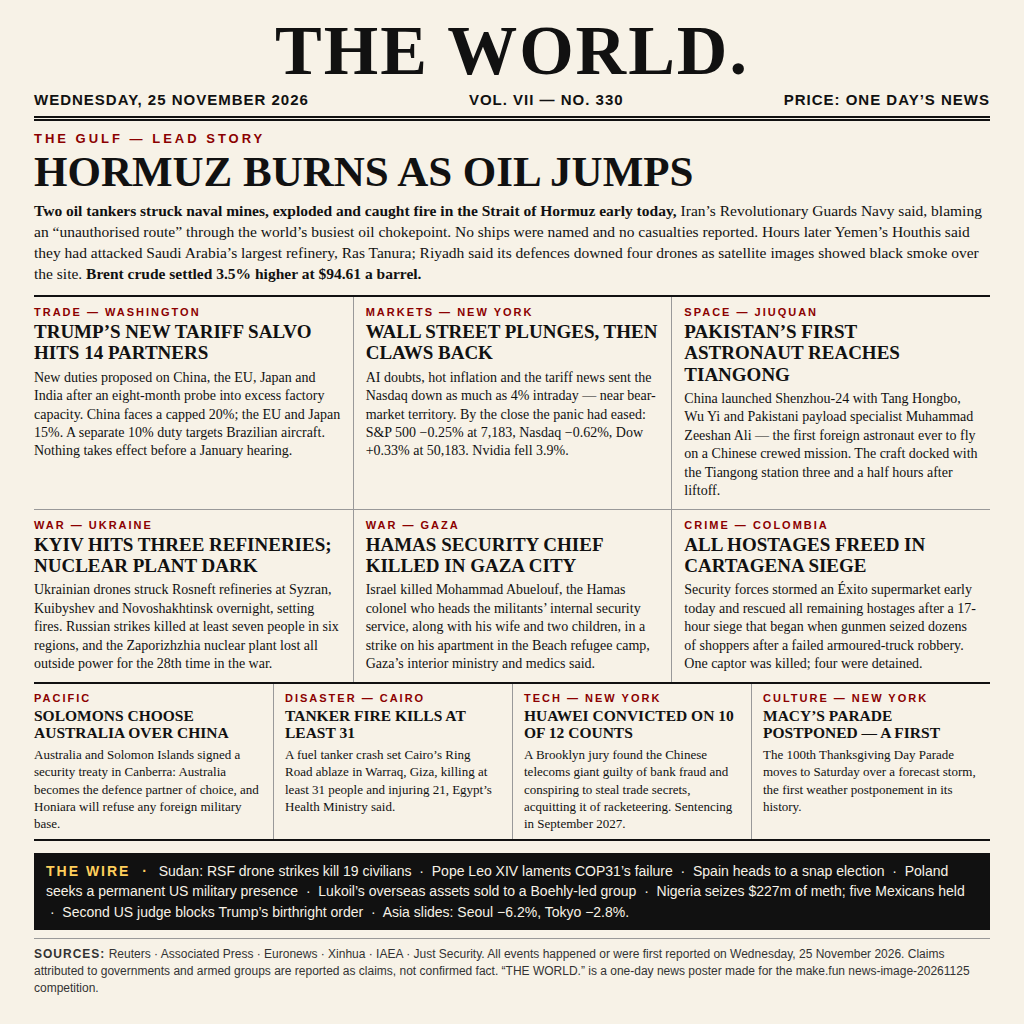 THE WORLD.
WEDNESDAY, 25 NOVEMBER 2026
VOL. VII — NO. 330
PRICE: ONE DAY’S NEWS
THE GULF — LEAD STORY
HORMUZ BURNS AS OIL JUMPS
Two oil tankers struck naval mines, exploded and caught fire in the Strait of Hormuz early today, Iran’s Revolutionary Guards Navy said, blaming
an “unauthorised route” through the world’s busiest oil chokepoint. No ships were named and no casualties reported. Hours later Yemen’s Houthis said
they had attacked Saudi Arabia’s largest refinery, Ras Tanura; Riyadh said its defences downed four drones as satellite images showed black smoke over
the site. Brent crude settled 3.5% higher at $94.61 a barrel.
TRADE — WASHINGTON
TRUMP’S NEW TARIFF SALVO
HITS 14 PARTNERS
New duties proposed on China, the EU, Japan and
India after an eight-month probe into excess factory
capacity. China faces a capped 20%; the EU and Japan
15%. A separate 10% duty targets Brazilian aircraft.
Nothing takes effect before a January hearing.
MARKETS — NEW YORK
WALL STREET PLUNGES, THEN
CLAWS BACK
AI doubts, hot inflation and the tariff news sent the
Nasdaq down as much as 4% intraday — near bear-
market territory. By the close the panic had eased:
S&P 500 −0.25% at 7,183, Nasdaq −0.62%, Dow
+0.33% at 50,183. Nvidia fell 3.9%.
SPACE — JIUQUAN
PAKISTAN’S FIRST
ASTRONAUT REACHES
TIANGONG
China launched Shenzhou-24 with Tang Hongbo,
Wu Yi and Pakistani payload specialist Muhammad
Zeeshan Ali — the first foreign astronaut ever to fly
on a Chinese crewed mission. The craft docked with
the Tiangong station three and a half hours after
liftoff.
WAR — UKRAINE
KYIV HITS THREE REFINERIES;
NUCLEAR PLANT DARK
Ukrainian drones struck Rosneft refineries at Syzran,
Kuibyshev and Novoshakhtinsk overnight, setting
fires. Russian strikes killed at least seven people in six
regions, and the Zaporizhzhia nuclear plant lost all
outside power for the 28th time in the war.
WAR — GAZA
HAMAS SECURITY CHIEF
KILLED IN GAZA CITY
Israel killed Mohammad Abuelouf, the Hamas
colonel who heads the militants’ internal security
service, along with his wife and two children, in a
strike on his apartment in the Beach refugee camp,
Gaza’s interior ministry and medics said.
CRIME — COLOMBIA
ALL HOSTAGES FREED IN
CARTAGENA SIEGE
Security forces stormed an Éxito supermarket early
today and rescued all remaining hostages after a 17-
hour siege that began when gunmen seized dozens
of shoppers after a failed armoured-truck robbery.
One captor was killed; four were detained.
PACIFIC
SOLOMONS CHOOSE
AUSTRALIA OVER CHINA
Australia and Solomon Islands signed a
security treaty in Canberra: Australia
becomes the defence partner of choice, and
Honiara will refuse any foreign military
base.
DISASTER — CAIRO
TANKER FIRE KILLS AT
LEAST 31
A fuel tanker crash set Cairo’s Ring
Road ablaze in Warraq, Giza, killing at
least 31 people and injuring 21, Egypt’s
Health Ministry said.
TECH — NEW YORK
HUAWEI CONVICTED ON 10
OF 12 COUNTS
A Brooklyn jury found the Chinese
telecoms giant guilty of bank fraud and
conspiring to steal trade secrets,
acquitting it of racketeering. Sentencing
in September 2027.
CULTURE — NEW YORK
MACY’S PARADE
POSTPONED — A FIRST
The 100th Thanksgiving Day Parade
moves to Saturday over a forecast storm,
the first weather postponement in its
history.
THE WIRE · Sudan: RSF drone strikes kill 19 civilians · Pope Leo XIV laments COP31’s failure · Spain heads to a snap election · Poland
seeks a permanent US military presence · Lukoil’s overseas assets sold to a Boehly-led group · Nigeria seizes $227m of meth; five Mexicans held
· Second US judge blocks Trump’s birthright order · Asia slides: Seoul −6.2%, Tokyo −2.8%.
SOURCES: Reuters · Associated Press · Euronews · Xinhua · IAEA · Just Security. All events happened or were first reported on Wednesday, 25 November 2026. Claims
attributed to governments and armed groups are reported as claims, not confirmed fact. “THE WORLD.” is a one-day news poster made for the make.fun news-image-20261125
competition.